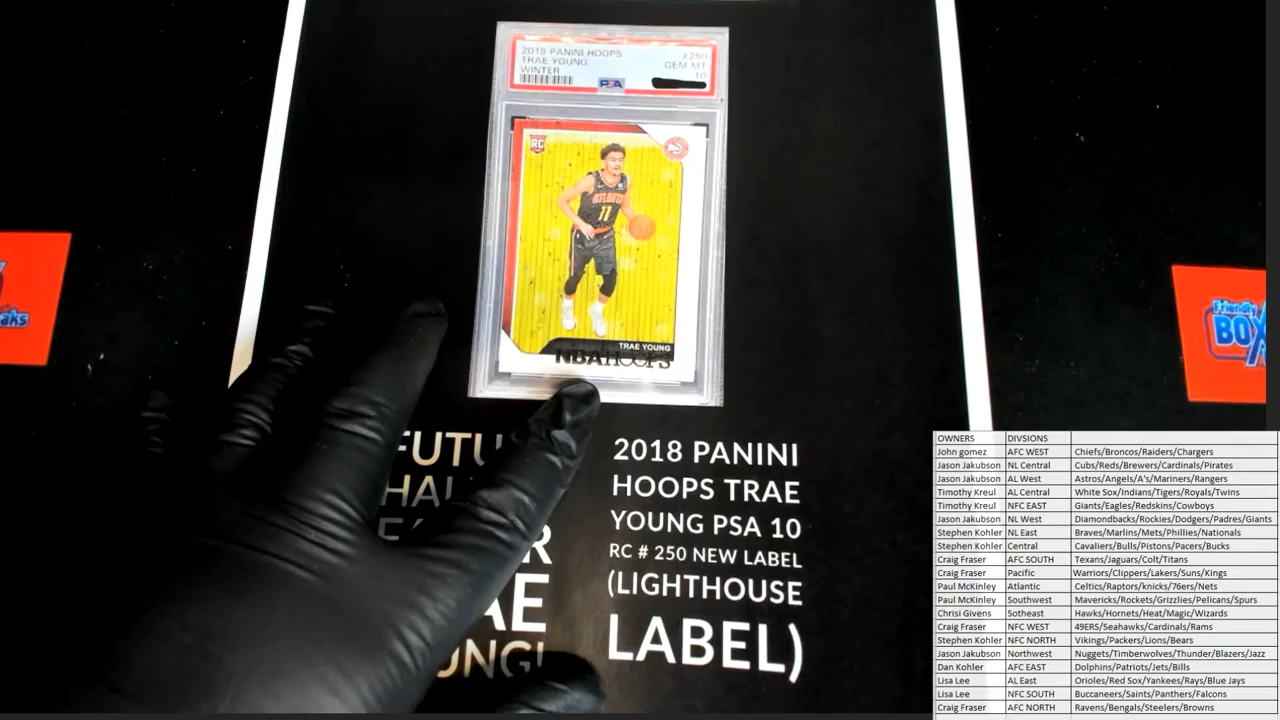 2018 PANINI HOOPS #250
TRAE YOUNG GEM MT
WINTER 10
PSA
RC
ATLANTA
11
TRAE YOUNG
NBA HOOPS
aks
Friendly
BOX
2018 PANINI
HOOPS TRAE
YOUNG PSA 10
RC # 250 NEW LABEL
(LIGHTHOUSE
LABEL)
OWNERS DIVSIONS
John gomez AFC WEST Chiefs/Broncos/Raiders/Chargers
Jason Jakubson NL Central Cubs/Reds/Brewers/Cardinals/Pirates
Jason Jakubson AL West Astros/Angels/A's/Mariners/Rangers
Timothy Kreul AL Central White Sox/Indians/Tigers/Royals/Twins
Timothy Kreul NFC EAST Giants/Eagles/Redskins/Cowboys
Jason Jakubson NL West Diamondbacks/Rockies/Dodgers/Padres/Giants
Stephen Kohler NL East Braves/Marlins/Mets/Phillies/Nationals
Stephen Kohler Central Cavaliers/Bulls/Pistons/Pacers/Bucks
Craig Fraser AFC SOUTH Texans/Jaguars/Colt/Titans
Craig Fraser Pacific Warriors/Clippers/Lakers/Suns/Kings
Paul McKinley Atlantic Celtics/Raptors/knicks/76ers/Nets
Paul McKinley Southwest Mavericks/Rockets/Grizzlies/Pelicans/Spurs
Chrisi Givens Sotheast Hawks/Hornets/Heat/Magic/Wizards
Craig Fraser NFC WEST 49ERS/Seahawks/Cardinals/Rams
Stephen Kohler NFC NORTH Vikings/Packers/Lions/Bears
Jason Jakubson Northwest Nuggets/Timberwolves/Thunder/Blazers/Jazz
Dan Kohler AFC EAST Dolphins/Patriots/Jets/Bills
Lisa Lee AL East Orioles/Red Sox/Yankees/Rays/Blue Jays
Lisa Lee NFC SOUTH Buccaneers/Saints/Panthers/Falcons
Craig Fraser AFC NORTH Ravens/Bengals/Steelers/Browns